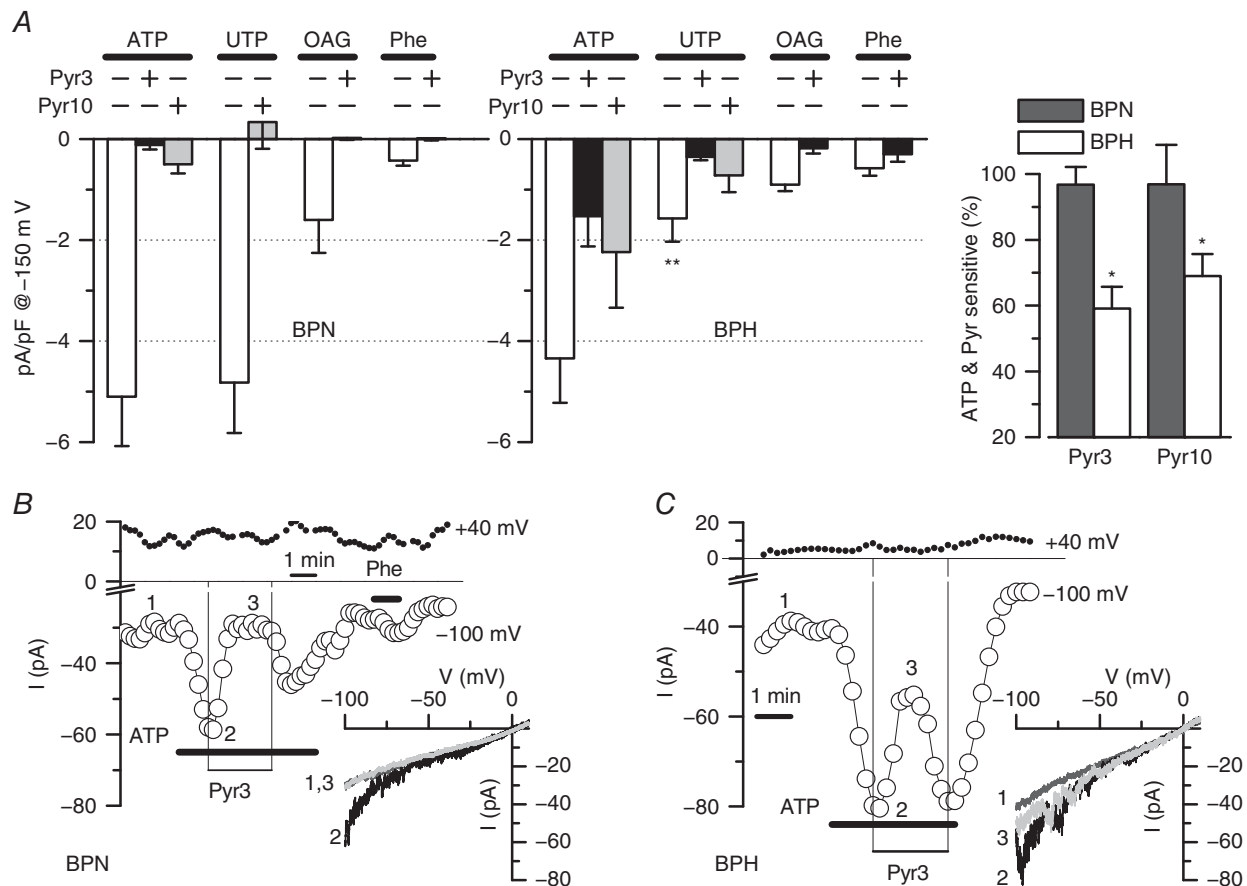 A
ATP UTP OAG Phe
ATP UTP OAG Phe
Pyr3 − + − − − − + − +
− + − − + − − + − +
Pyr10 − − + − + − − − −
− − + − − + − − − −
BPN
BPH
0
−2
−4
−6
pA/pF @ −150 m V
BPN
0
−2
−4
−6
**
BPH
100
80
60
40
20
ATP & Pyr sensitive (%)
*
*
Pyr3 Pyr10
B
20
0
−40
−60
−80
I (pA)
+40 mV
1 min
Phe
1
3
2
−100 mV
ATP
Pyr3
BPN
V (mV)
−100 −50 0
1,3
2
−20
−40
−60
−80
I (pA)
C
20
0
−40
−60
−80
I (pA)
+40 mV
−100 mV
1
3
2
1 min
ATP
Pyr3
BPH
V (mV)
−100 −50 0
1
3
2
−20
−40
−60
−80
I (pA)